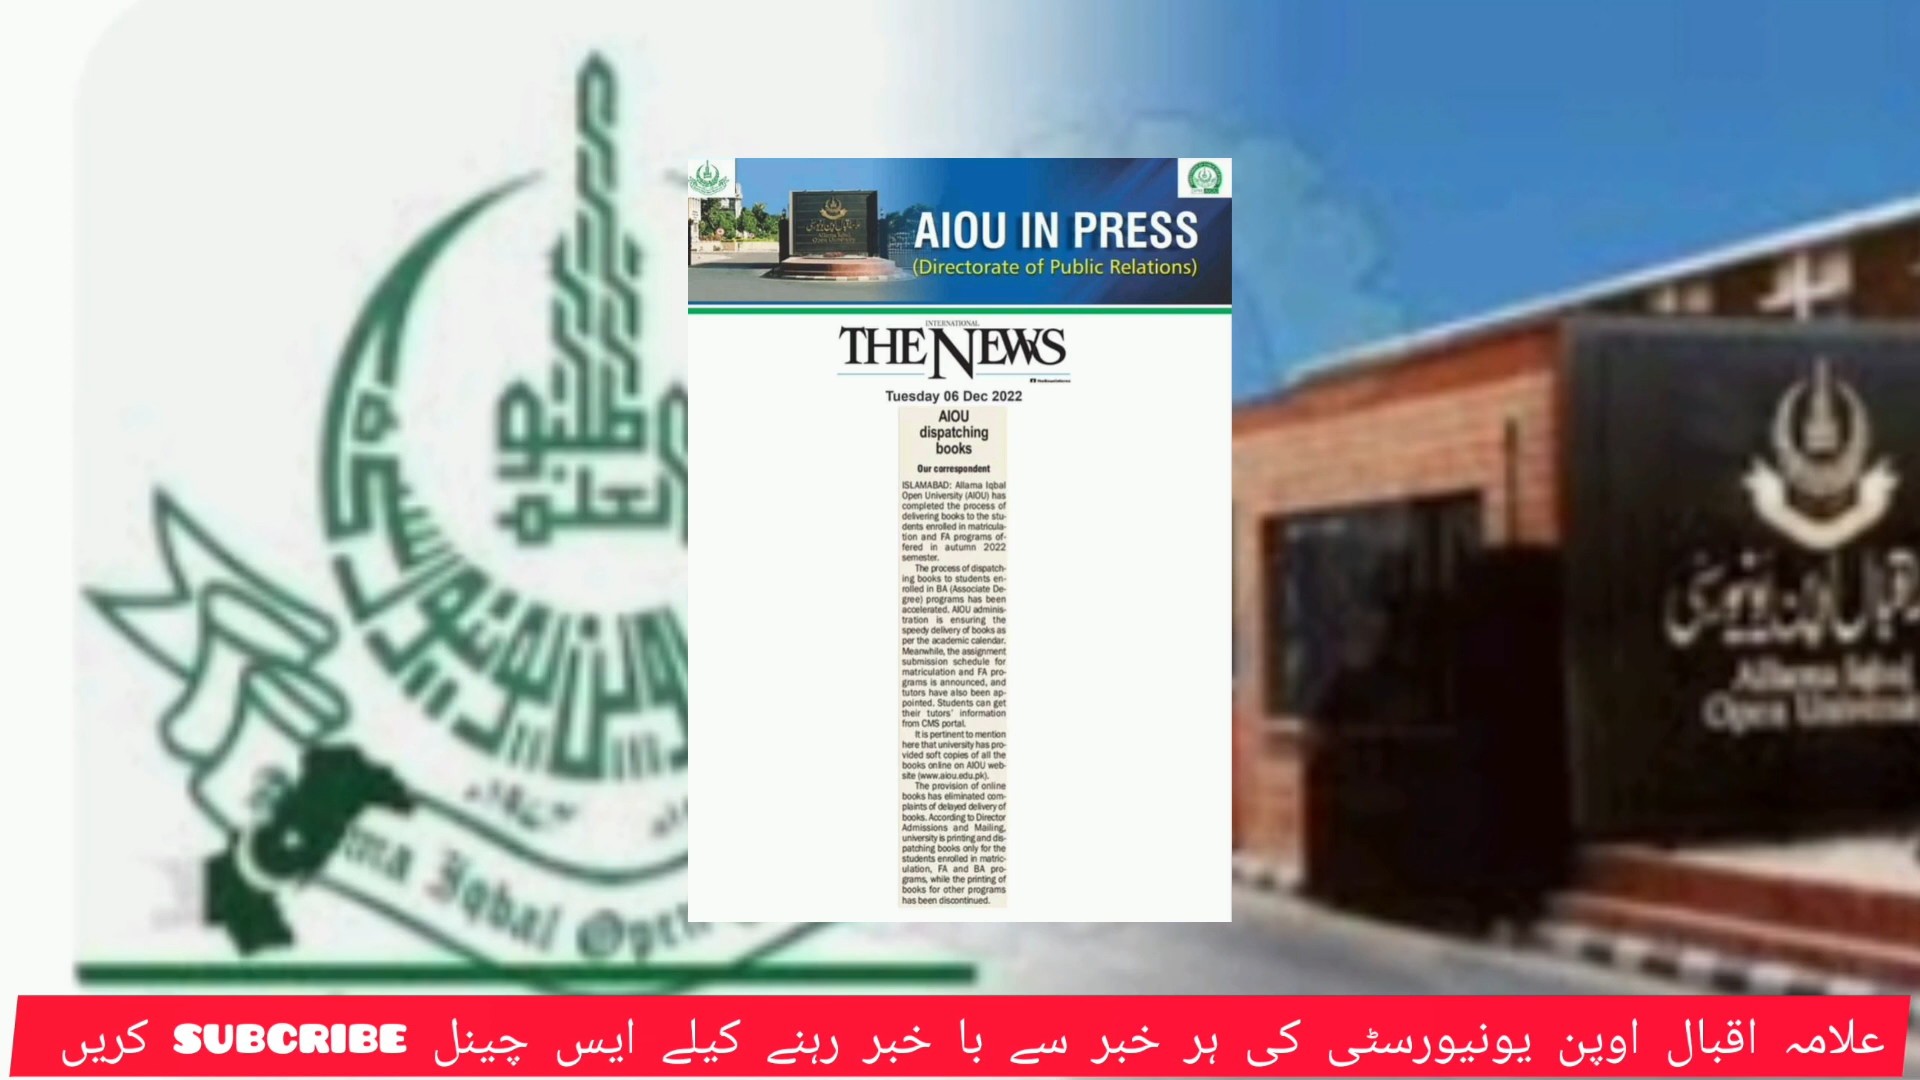 AIOU IN PRESS
(Directorate of Public Relations)
INTERNATIONAL
THE NEWS
Tuesday 06 Dec 2022
AIOU
dispatching
books
Our correspondent
ISLAMABAD: Allama Iqbal
Open University (AIOU) has
completed the process of
delivering books to the stu-
dents enrolled in matricula-
tion and FA programs of-
fered in autumn 2022
semester.
The process of dispatch-
ing books to students en-
rolled in BA (Associate De-
gree) programs has been
accelerated. AIOU adminis-
tration is ensuring the
speedy delivery of books as
per the academic calendar.
Meanwhile, the assignment
submission schedule for
matriculation and FA pro-
grams is announced, and
tutors have also been ap-
pointed. Students can get
their tutors' information
from CMS portal.
It is pertinent to mention
here that university has pro-
vided soft copies of all the
books online on AIOU web-
site (www.aiou.edu.pk).
The provision of online
books has eliminated com-
plaints of delayed delivery of
books. According to Director
Admissions and Mailing,
university is printing and dis-
patching books only for the
students enrolled in matric-
ulation, FA and BA pro-
grams, while the printing of
books for other programs
has been discontinued.
Iqbal Open
Allama Iqbal
Open
علامہ اقبال اوپن یونیورسٹی کی ہر خبر سے با خبر رہنے کیلے ایس چینل SUBCRIBE کریں